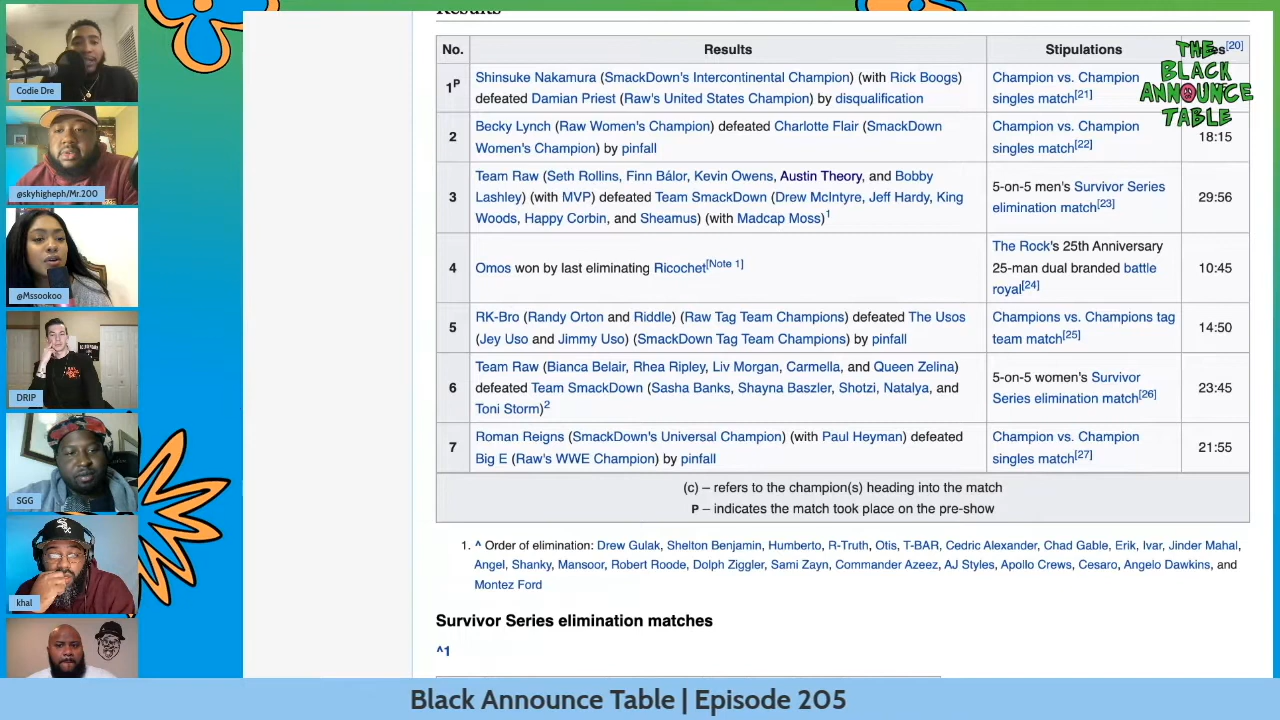 Results
No. Results Stipulations es[20]
1P Shinsuke Nakamura (SmackDown's Intercontinental Champion) (with Rick Boogs)
defeated Damian Priest (Raw's United States Champion) by disqualification
Champion vs. Champion
singles match[21]
2 Becky Lynch (Raw Women's Champion) defeated Charlotte Flair (SmackDown
Women's Champion) by pinfall
Champion vs. Champion
singles match[22]
18:15
3 Team Raw (Seth Rollins, Finn Bálor, Kevin Owens, Austin Theory, and Bobby
Lashley) (with MVP) defeated Team SmackDown (Drew McIntyre, Jeff Hardy, King
Woods, Happy Corbin, and Sheamus) (with Madcap Moss)1
5-on-5 men's Survivor Series
elimination match[23]
29:56
4 Omos won by last eliminating Ricochet[Note 1]
The Rock's 25th Anniversary
25-man dual branded battle
royal[24]
10:45
5 RK-Bro (Randy Orton and Riddle) (Raw Tag Team Champions) defeated The Usos
(Jey Uso and Jimmy Uso) (SmackDown Tag Team Champions) by pinfall
Champions vs. Champions tag
team match[25]
14:50
6 Team Raw (Bianca Belair, Rhea Ripley, Liv Morgan, Carmella, and Queen Zelina)
defeated Team SmackDown (Sasha Banks, Shayna Baszler, Shotzi, Natalya, and
Toni Storm)2
5-on-5 women's Survivor
Series elimination match[26]
23:45
7 Roman Reigns (SmackDown's Universal Champion) (with Paul Heyman) defeated
Big E (Raw's WWE Champion) by pinfall
Champion vs. Champion
singles match[27]
21:55
(c) – refers to the champion(s) heading into the match
P – indicates the match took place on the pre-show
1. ^ Order of elimination: Drew Gulak, Shelton Benjamin, Humberto, R-Truth, Otis, T-BAR, Cedric Alexander, Chad Gable, Erik, Ivar, Jinder Mahal,
Angel, Shanky, Mansoor, Robert Roode, Dolph Ziggler, Sami Zayn, Commander Azeez, AJ Styles, Apollo Crews, Cesaro, Angelo Dawkins, and
Montez Ford
Survivor Series elimination matches
^1
THE
BLACK
ANNOUNCE
TABLE
Codie Dre
@skyhigheph/Mr.200
@Mssookoo
DRIP
SGG
khal
Black Announce Table | Episode 205